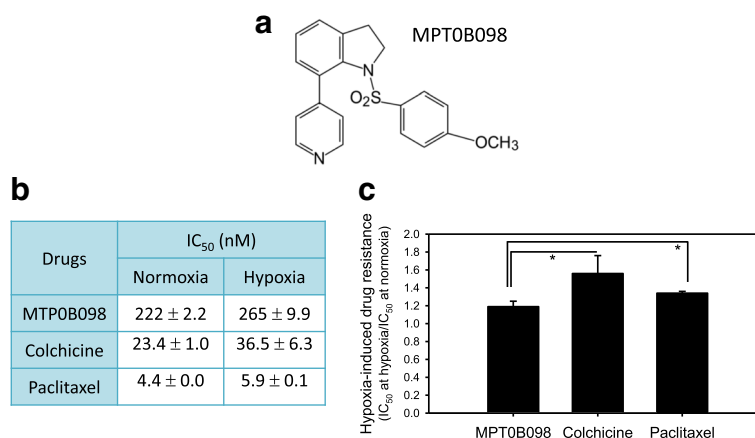 a
MPT0B098
N
O₂S
OCH₃
N
b
Drugs
IC₅₀ (nM)
Normoxia Hypoxia
MTP0B098 222 ± 2.2 265 ± 9.9
Colchicine 23.4 ± 1.0 36.5 ± 6.3
Paclitaxel 4.4 ± 0.0 5.9 ± 0.1
c
Hypoxia-induced drug resistance
(IC₅₀ at hypoxia/IC₅₀ at normoxia)
2.0
1.8
1.6
1.4
1.2
1.0
0.8
0.6
0.4
0.2
0.0
*
*
MPT0B098 Colchicine Paclitaxel